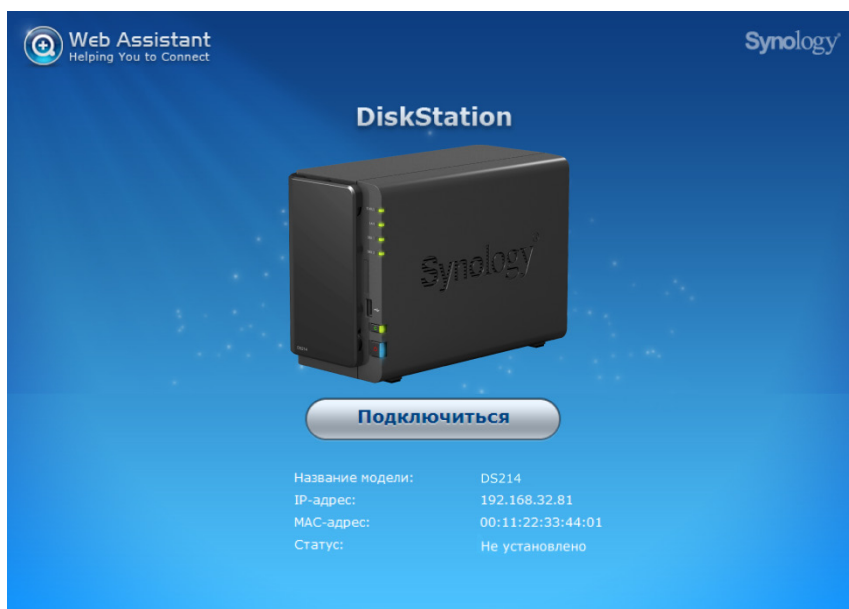 Web Assistant
Helping You to Connect
Synology
DiskStation
Synology
Подключиться
Название модели: DS214
IP-адрес: 192.168.32.81
MAC-адрес: 00:11:22:33:44:01
Статус: Не установлено